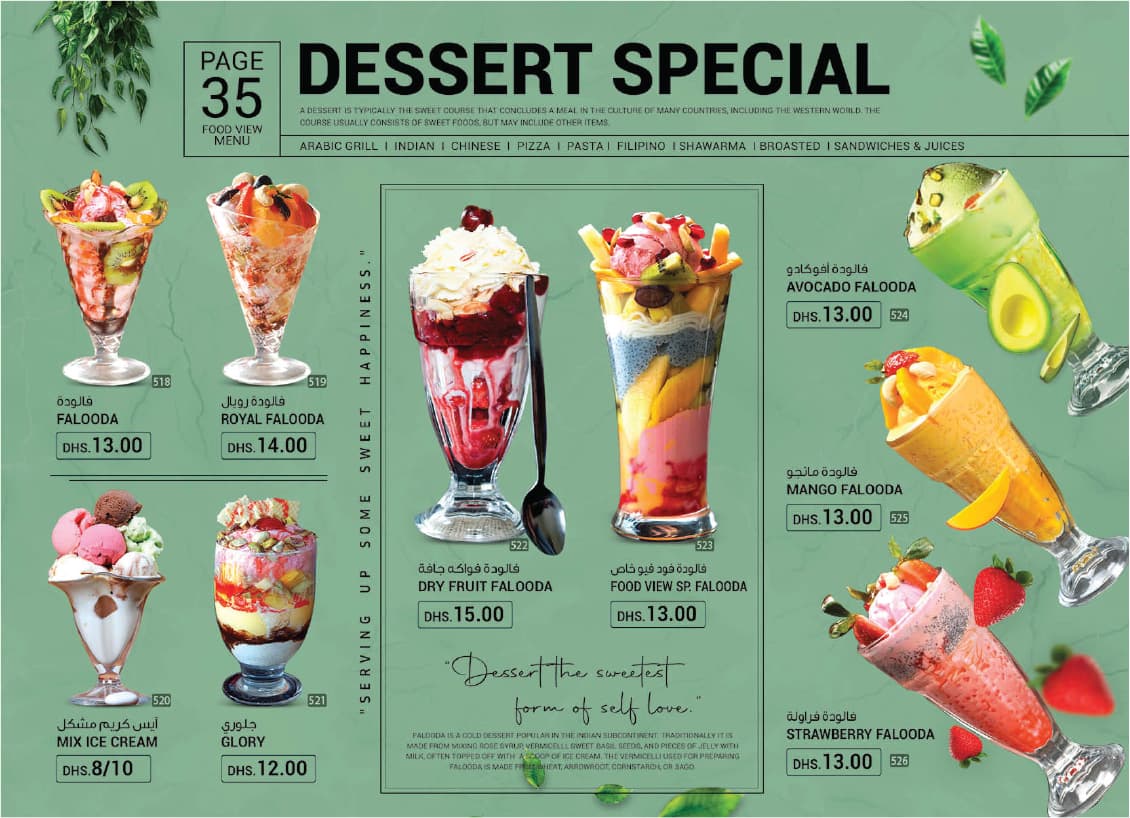 PAGE
35
FOOD VIEW
MENU
DESSERT SPECIAL
A DESSERT IS TYPICALLY THE SWEET COURSE THAT CONCLUDES A MEAL IN THE CULTURE OF MANY COUNTRIES, INCLUDING THE WESTERN WORLD. THE
COURSE USUALLY CONSISTS OF SWEET FOODS, BUT MAY INCLUDE OTHER ITEMS.
ARABIC GRILL I INDIAN I CHINESE I PIZZA I PASTA I FILIPINO I SHAWARMA I BROASTED I SANDWICHES & JUICES
518
فالودة
FALOODA
DHS.13.00
519
فالودة رويال
ROYAL FALOODA
DHS.14.00
520
آيس كريم مشكل
MIX ICE CREAM
DHS.8/10
521
جلوري
GLORY
DHS.12.00
"SERVING UP SOME SWEET HAPPINESS."
522
فالودة فواكه جافة
DRY FRUIT FALOODA
DHS.15.00
523
فالودة فود فيو خاص
FOOD VIEW SP. FALOODA
DHS.13.00
"Dessert the sweetest
form of self love."
FALOODA IS A COLD DESSERT POPULAR IN THE INDIAN SUBCONTINENT. TRADITIONALLY IT IS
MADE FROM MIXING ROSE SYRUP, VERMICELLI, SWEET BASIL SEEDS, AND PIECES OF JELLY WITH
MILK, OFTEN TOPPED OFF WITH A SCOOP OF ICE CREAM. THE VERMICELLI USED FOR PREPARING
FALOODA IS MADE FROM WHEAT, ARROWROOT, CORNSTARCH, OR SAGO.
فالودة أفوكادو
AVOCADO FALOODA
DHS.13.00 524
فالودة مانجو
MANGO FALOODA
DHS.13.00 525
فالودة فراولة
STRAWBERRY FALOODA
DHS.13.00 526